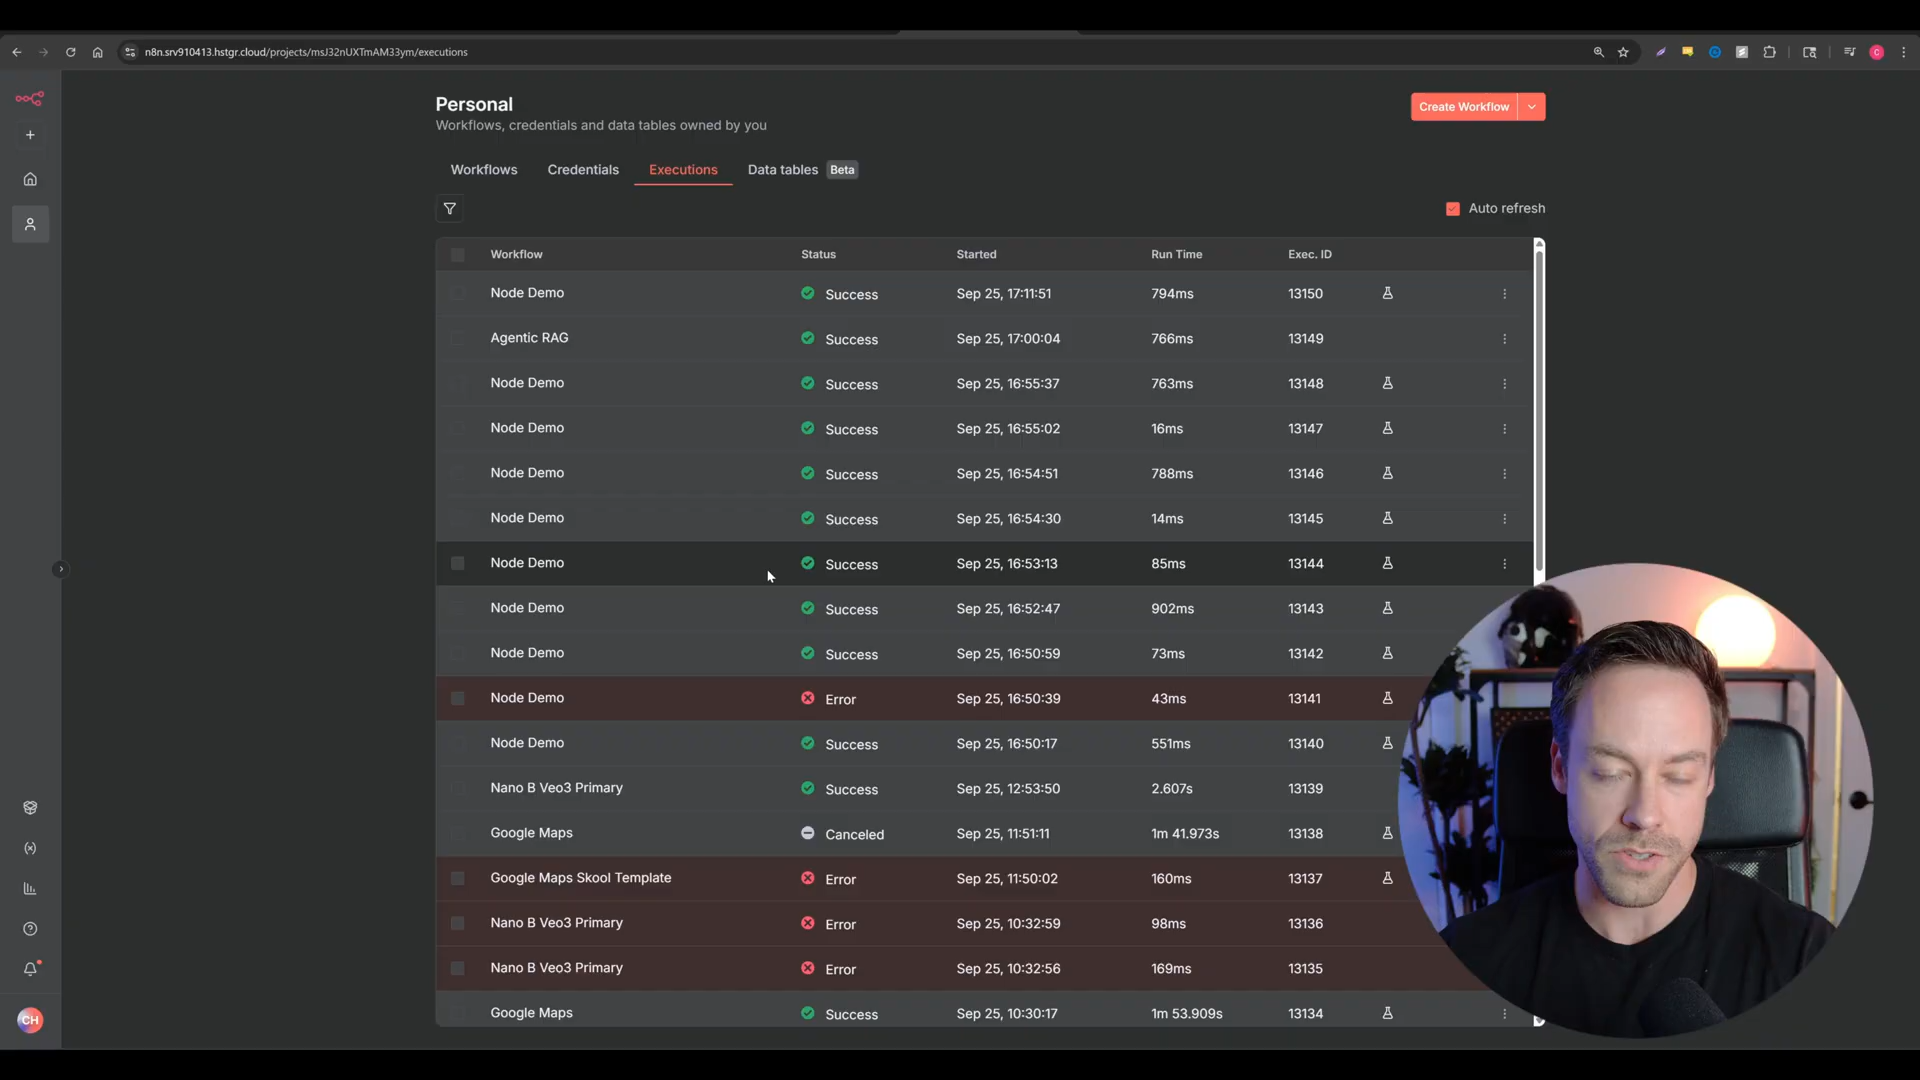 n8n.srv910413.hstgr.cloud/projects/msJ32nUXTmAM33ym/executions
C
Personal
Workflows, credentials and data tables owned by you
Create Workflow
Workflows Credentials Executions Data tables Beta
Auto refresh
Workflow Status Started Run Time Exec. ID
Node Demo Success Sep 25, 17:11:51 794ms 13150
Agentic RAG Success Sep 25, 17:00:04 766ms 13149
Node Demo Success Sep 25, 16:55:37 763ms 13148
Node Demo Success Sep 25, 16:55:02 16ms 13147
Node Demo Success Sep 25, 16:54:51 788ms 13146
Node Demo Success Sep 25, 16:54:30 14ms 13145
Node Demo Success Sep 25, 16:53:13 85ms 13144
Node Demo Success Sep 25, 16:52:47 902ms 13143
Node Demo Success Sep 25, 16:50:59 73ms 13142
Node Demo Error Sep 25, 16:50:39 43ms 13141
Node Demo Success Sep 25, 16:50:17 551ms 13140
Nano B Veo3 Primary Success Sep 25, 12:53:50 2.607s 13139
Google Maps Canceled Sep 25, 11:51:11 1m 41.973s 13138
Google Maps Skool Template Error Sep 25, 11:50:02 160ms 13137
Nano B Veo3 Primary Error Sep 25, 10:32:59 98ms 13136
Nano B Veo3 Primary Error Sep 25, 10:32:56 169ms 13135
Google Maps Success Sep 25, 10:30:17 1m 53.909s 13134
CH